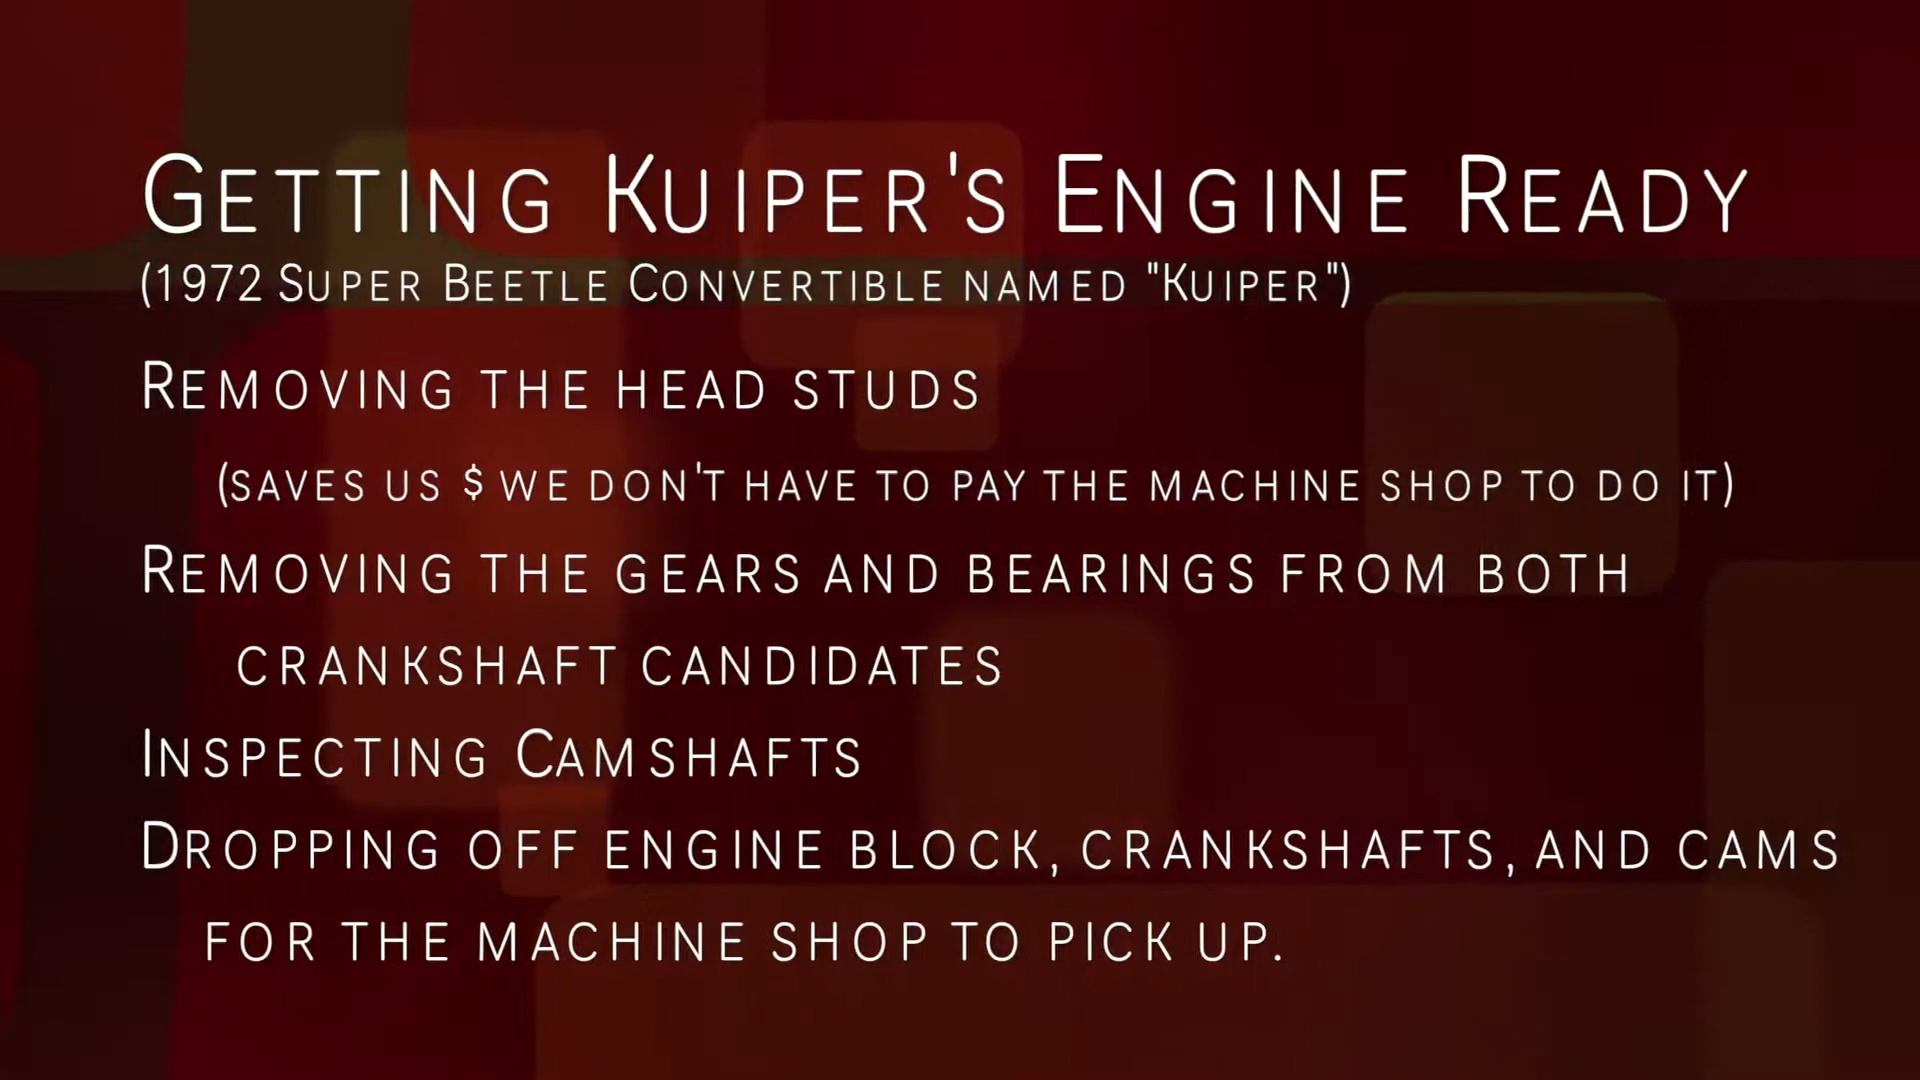 Getting Kuiper's Engine Ready
(1972 Super Beetle Convertible named "Kuiper")
Removing the head studs
(saves us $ we don't have to pay the machine shop to do it)
Removing the gears and bearings from both
crankshaft candidates
Inspecting Camshafts
Dropping off engine block, crankshafts, and cams
for the machine shop to pick up.